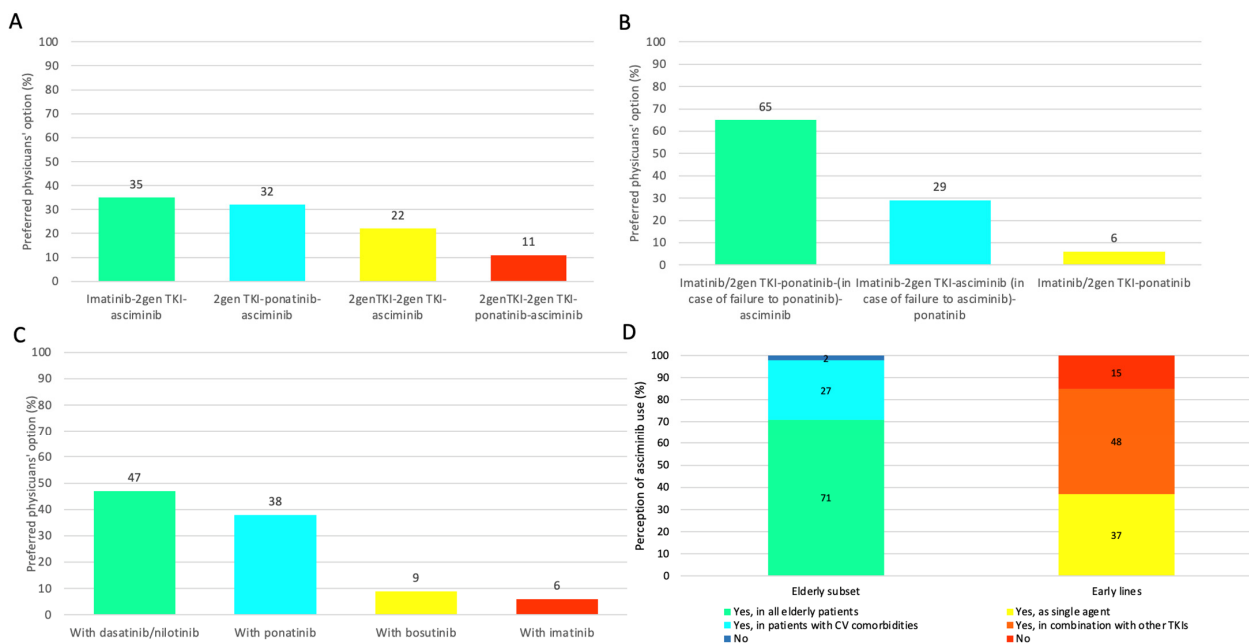 A
Preferred physicuans' option (%)
100
90
80
70
60
50
40
30
20
10
0
35
32
22
11
Imatinib-2gen TKI-
asciminib
2gen TKI-ponatinib-
asciminib
2genTKI-2gen TKI-
asciminib
2genTKI-2gen TKI-
ponatinib-asciminib
B
Preferred physicuans' option (%)
100
90
80
70
60
50
40
30
20
10
0
65
29
6
Imatinib/2gen TKI-ponatinib-(in
case of failure to ponatinib)-
asciminib
Imatinib-2gen TKI-asciminib (in
case of failure to asciminib)-
ponatinib
Imatinib/2gen TKI-ponatinib
C
Preferred physicuans' option (%)
100
90
80
70
60
50
40
30
20
10
0
47
38
9
6
With dasatinib/nilotinib
With ponatinib
With bosutinib
With imatinib
D
Perception of asciminib use (%)
100
90
80
70
60
50
40
30
20
10
0
2
27
71
15
48
37
Elderly subset
Early lines
Yes, in all elderly patients
Yes, in patients with CV comorbidities
No
Yes, as single agent
Yes, in combination with other TKIs
No